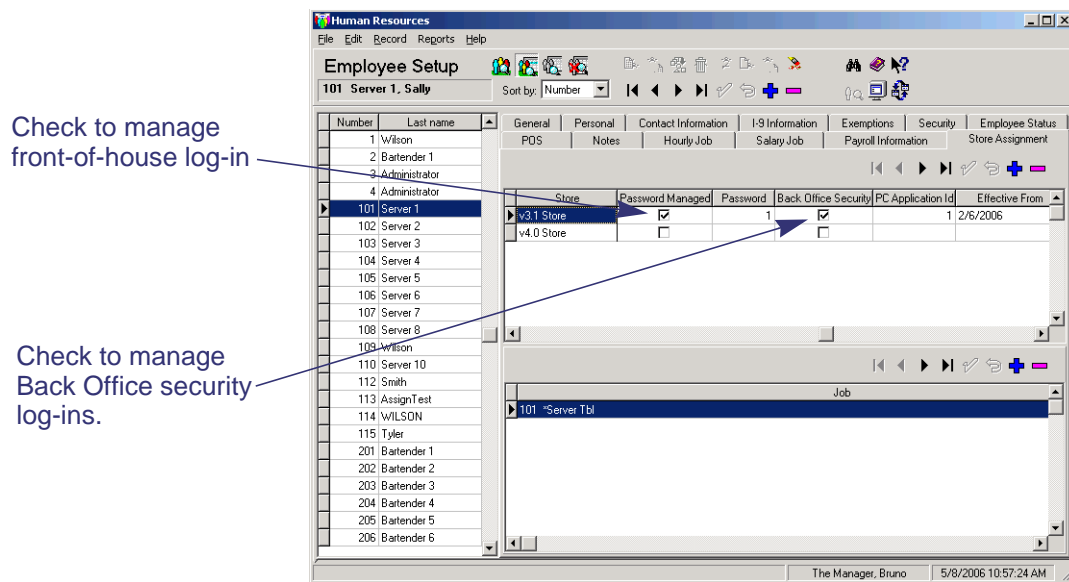 Human Resources
File Edit Record Reports Help
Employee Setup
101 Server 1, Sally
Sort by: Number
Check to manage
front-of-house log-in
Check to manage
Back Office security
log-ins.
Number Last name
1 Wilson
2 Bartender 1
3 Administrator
4 Administrator
101 Server 1
102 Server 2
103 Server 3
104 Server 4
105 Server 5
106 Server 6
107 Server 7
108 Server 8
109 Wilson
110 Server 10
112 Smith
113 AssignTest
114 WILSON
115 Tyler
201 Bartender 1
202 Bartender 2
203 Bartender 3
204 Bartender 4
205 Bartender 5
206 Bartender 6
General Personal Contact Information I-9 Information Exemptions Security Employee Status
POS Notes Hourly Job Salary Job Payroll Information Store Assignment
Store Password Managed Password Back Office Security PC Application Id Effective From
v3.1 Store 1 1 2/6/2006
v4.0 Store
Job
101 *Server Tbl
The Manager, Bruno 5/8/2006 10:57:24 AM